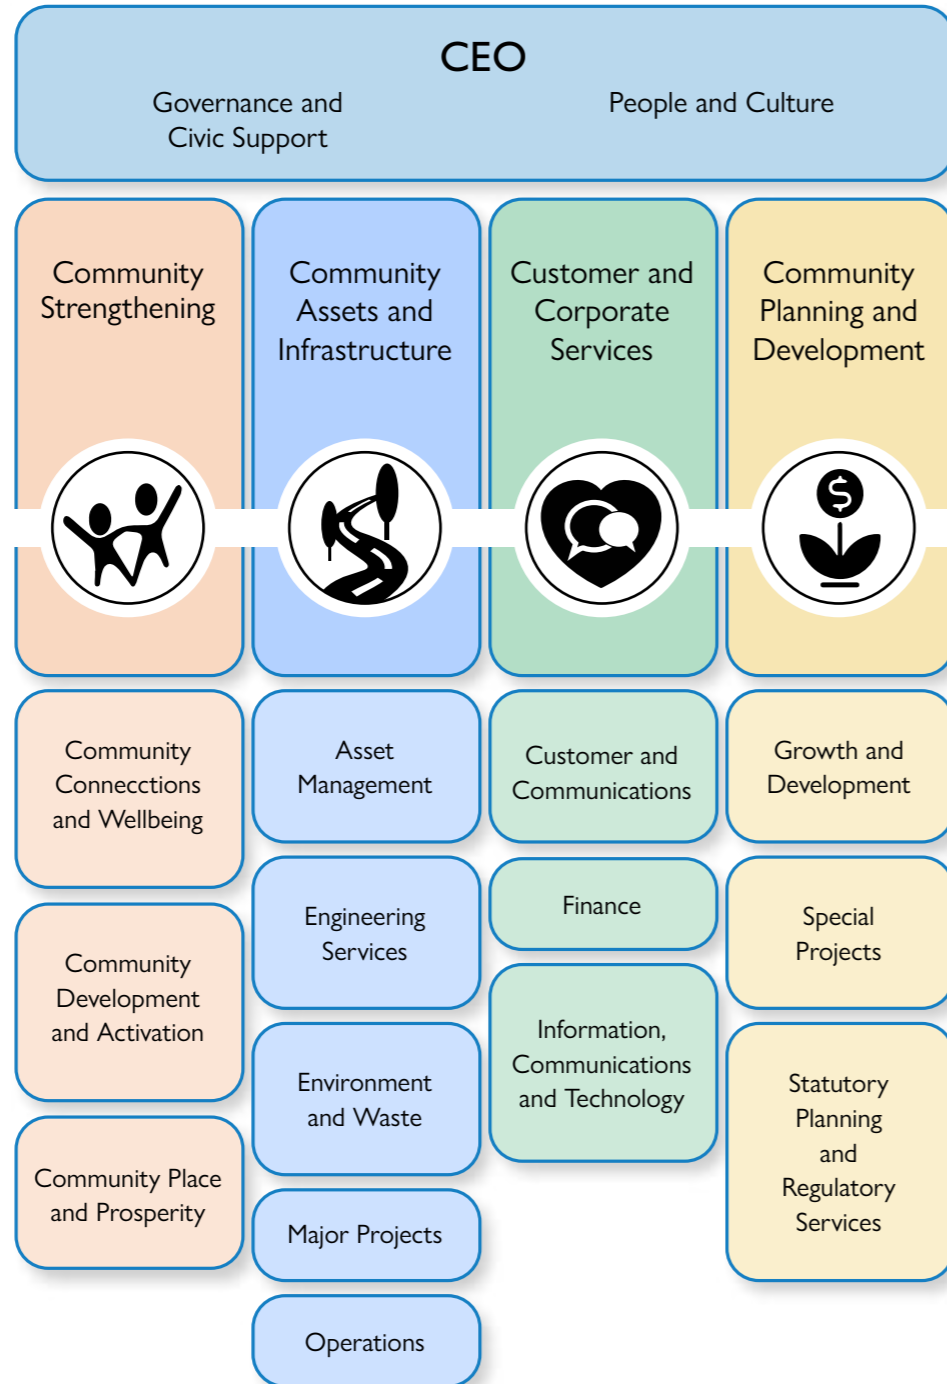 CEO
Governance and
Civic Support
People and Culture
Community
Strengthening
Community
Assets and
Infrastructure
Customer and
Corporate
Services
Community
Planning and
Development
$
Community
Connecctions
and Wellbeing
Community
Development
and Activation
Community Place
and Prosperity
Asset
Management
Engineering
Services
Environment
and Waste
Major Projects
Operations
Customer and
Communications
Finance
Information,
Communications
and Technology
Growth and
Development
Special
Projects
Statutory
Planning
and
Regulatory
Services